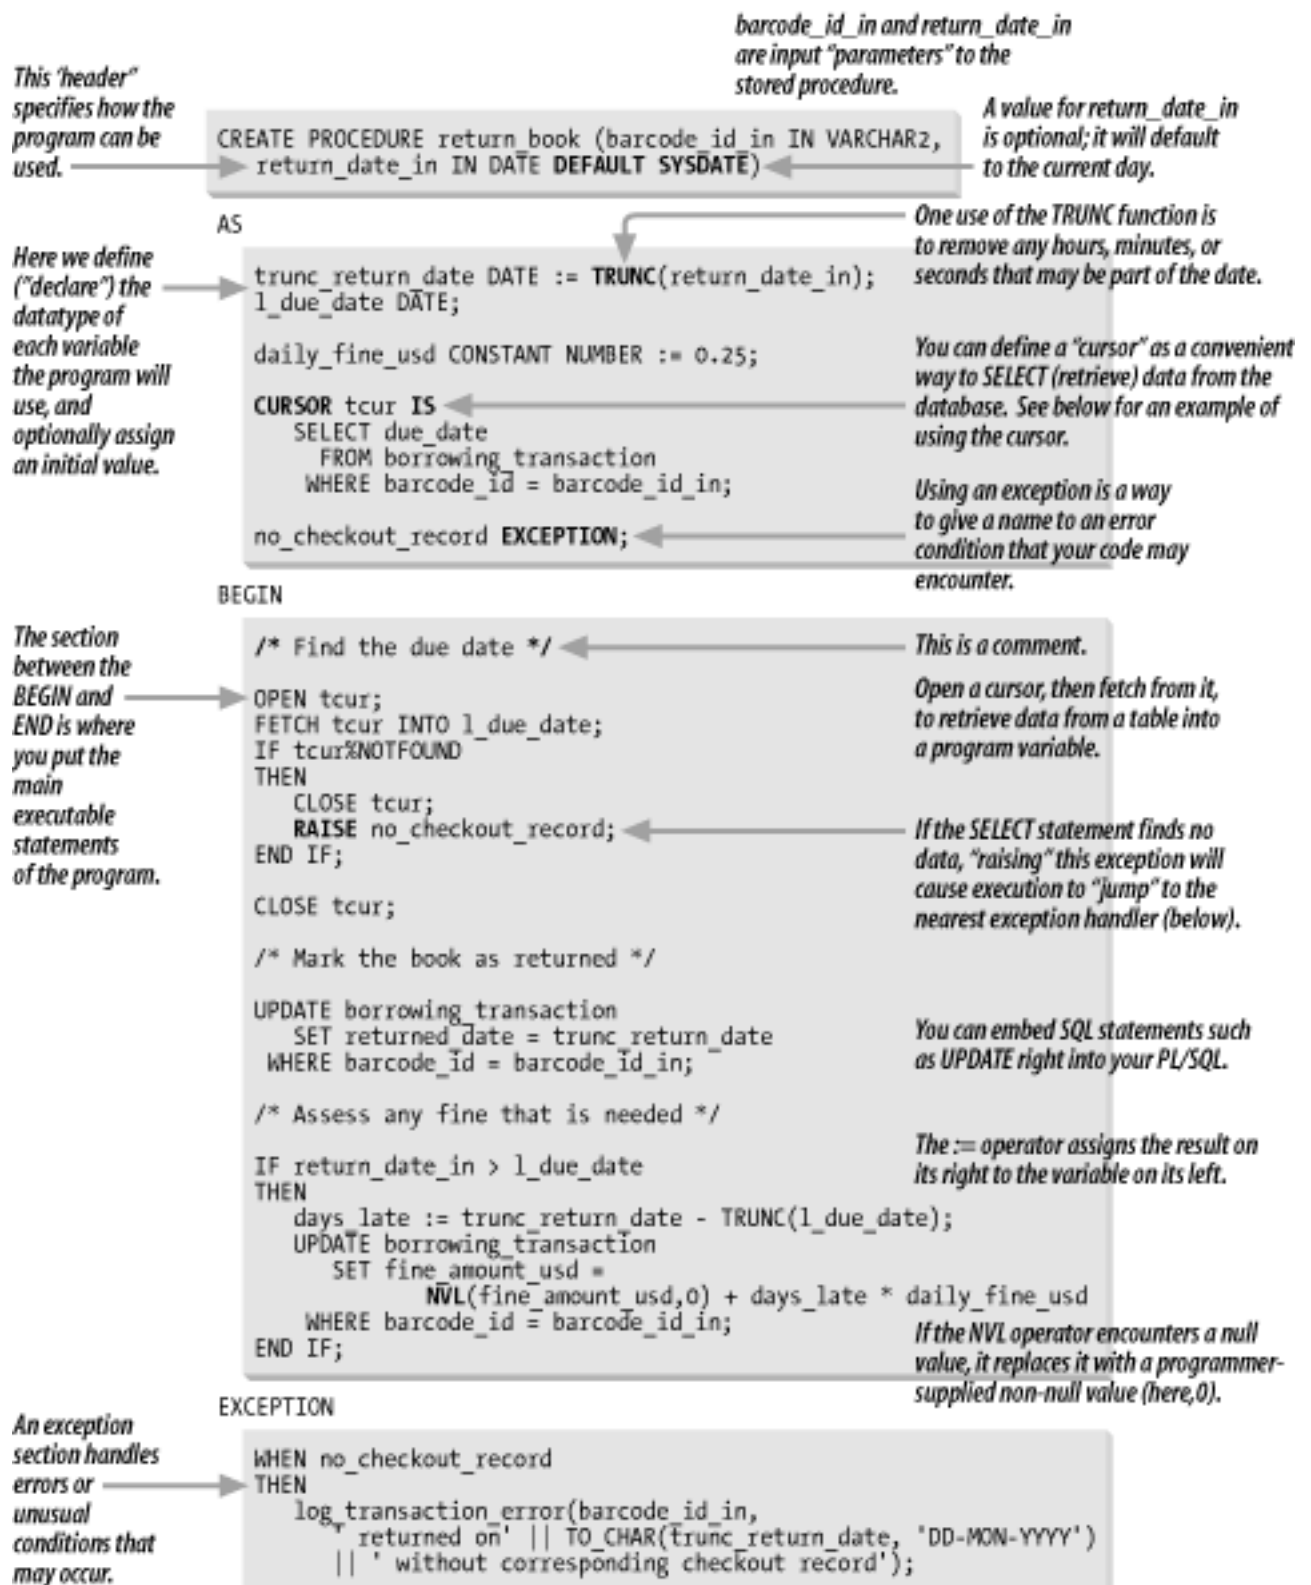 barcode_id_in and return_date_in
are input "parameters" to the
stored procedure.
This "header"
specifies how the
program can be
used.
A value for return_date_in
is optional; it will default
to the current day.
CREATE PROCEDURE return_book (barcode_id_in IN VARCHAR2,
return_date_in IN DATE DEFAULT SYSDATE)
AS
One use of the TRUNC function is
to remove any hours, minutes, or
seconds that may be part of the date.
Here we define
("declare") the
datatype of
each variable
the program will
use, and
optionally assign
an initial value.
trunc_return_date DATE := TRUNC(return_date_in);
l_due_date DATE;
daily_fine_usd CONSTANT NUMBER := 0.25;
You can define a "cursor" as a convenient
way to SELECT (retrieve) data from the
database. See below for an example of
using the cursor.
CURSOR tcur IS
SELECT due_date
FROM borrowing_transaction
WHERE barcode_id = barcode_id_in;
Using an exception is a way
to give a name to an error
condition that your code may
encounter.
no_checkout_record EXCEPTION;
BEGIN
The section
between the
BEGIN and
END is where
you put the
main
executable
statements
of the program.
/* Find the due date */
This is a comment.
OPEN tcur;
FETCH tcur INTO l_due_date;
IF tcur%NOTFOUND
THEN
CLOSE tcur;
RAISE no_checkout_record;
END IF;
Open a cursor, then fetch from it,
to retrieve data from a table into
a program variable.
If the SELECT statement finds no
data, "raising" this exception will
cause execution to "jump" to the
nearest exception handler (below).
CLOSE tcur;
/* Mark the book as returned */
UPDATE borrowing_transaction
SET returned_date = trunc_return_date
WHERE barcode_id = barcode_id_in;
You can embed SQL statements such
as UPDATE right into your PL/SQL.
/* Assess any fine that is needed */
The := operator assigns the result on
its right to the variable on its left.
IF return_date_in > l_due_date
THEN
days_late := trunc_return_date - TRUNC(l_due_date);
UPDATE borrowing_transaction
SET fine_amount_usd =
NVL(fine_amount_usd,0) + days_late * daily_fine_usd
WHERE barcode_id = barcode_id_in;
END IF;
If the NVL operator encounters a null
value, it replaces it with a programmer-
supplied non-null value (here,0).
EXCEPTION
An exception
section handles
errors or
unusual
conditions that
may occur.
WHEN no_checkout_record
THEN
log_transaction_error(barcode_id_in,
' returned on' || TO_CHAR(trunc_return_date, 'DD-MON-YYYY')
|| ' without corresponding checkout record');